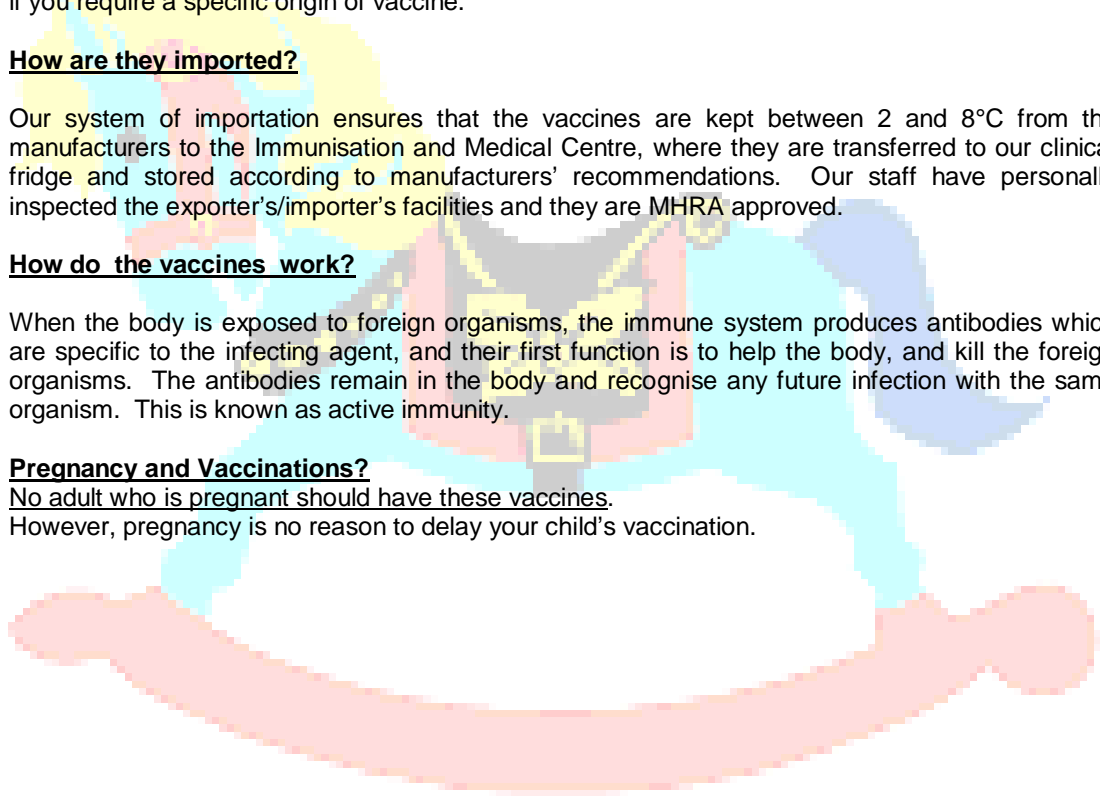 if you require a specific origin of vaccine.
How are they imported?
Our system of importation ensures that the vaccines are kept between 2 and 8°C from th
manufacturers to the Immunisation and Medical Centre, where they are transferred to our clinica
fridge and stored according to manufacturers’ recommendations. Our staff have personall
inspected the exporter’s/importer’s facilities and they are MHRA approved.
How do the vaccines work?
When the body is exposed to foreign organisms, the immune system produces antibodies whic
are specific to the infecting agent, and their first function is to help the body, and kill the foreig
organisms. The antibodies remain in the body and recognise any future infection with the sam
organism. This is known as active immunity.
Pregnancy and Vaccinations?
No adult who is pregnant should have these vaccines.
However, pregnancy is no reason to delay your child’s vaccination.